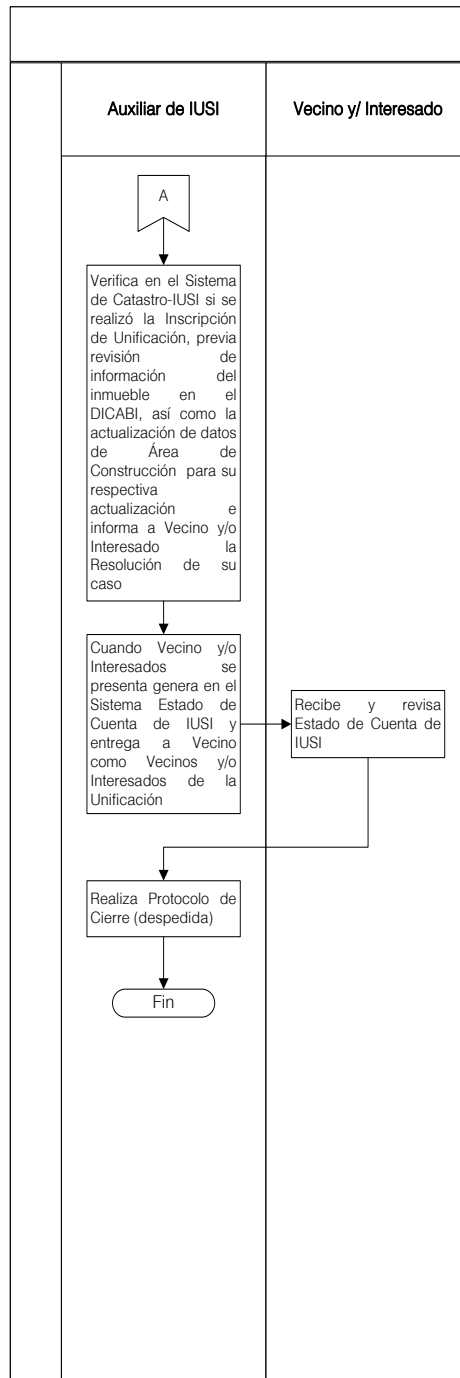 Auxiliar de IUSI
Vecino y/ Interesado
A
Verifica en el Sistema
de Catastro-IUSI si se
realizó la Inscripción
de Unificación, previa
revisión de
información del
inmueble en el
DICABI, así como la
actualización de datos
de Área de
Construcción para su
respectiva
actualización e
informa a Vecino y/o
Interesado la
Resolución de su
caso
Cuando Vecino y/o
Interesados se
presenta genera en el
Sistema Estado de
Cuenta de IUSI y
entrega a Vecino
como Vecinos y/o
Interesados de la
Unificación
Recibe y revisa
Estado de Cuenta de
IUSI
Realiza Protocolo de
Cierre (despedida)
Fin